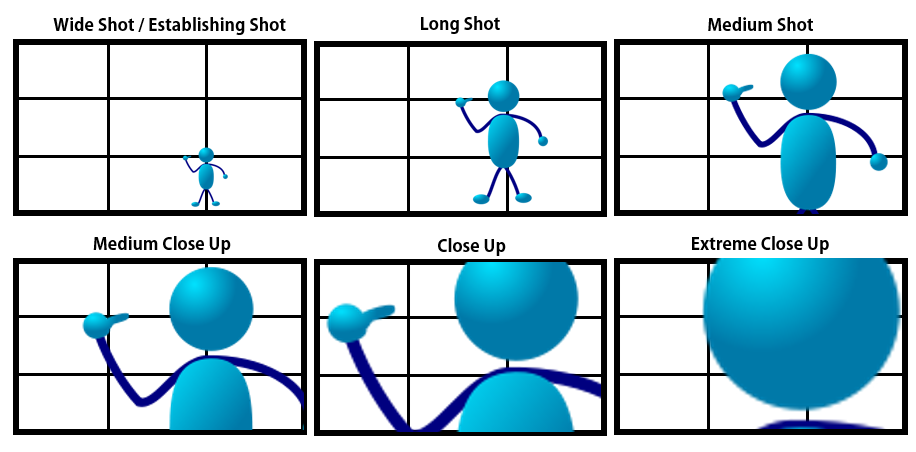 Wide Shot / Establishing Shot
Long Shot
Medium Shot
Medium Close Up
Close Up
Extreme Close Up